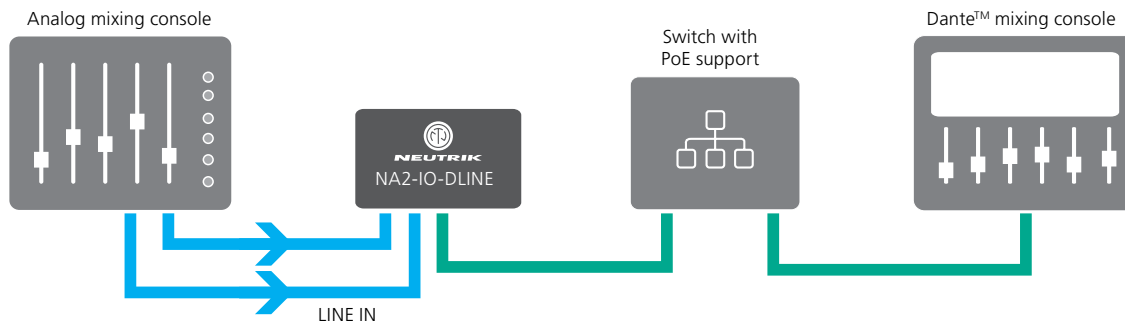 Analog mixing console
Switch with
PoE support
Dante™ mixing console
NEUTRIK
NA2-IO-DLINE
LINE IN